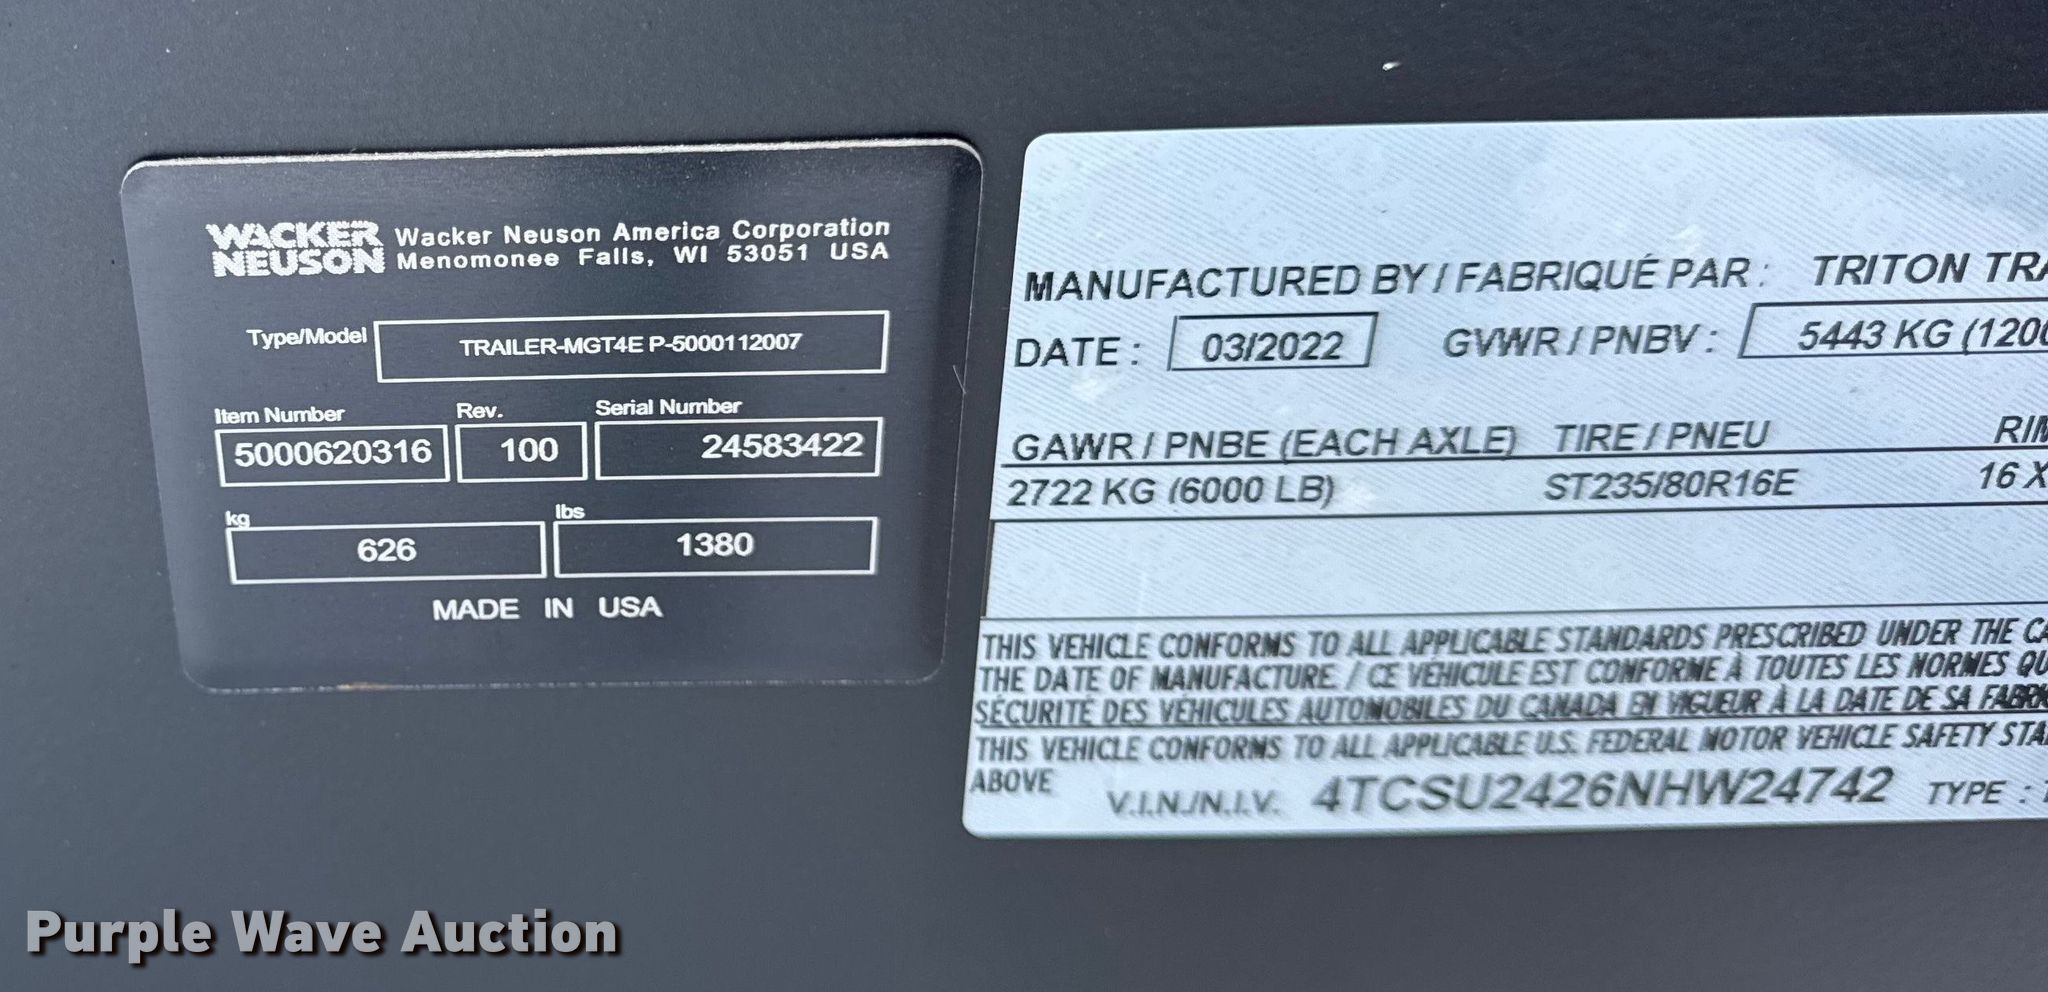 WACKER NEUSON
Wacker Neuson America Corporation
Menomonee Falls, WI 53051 USA
Type/Model
TRAILER-MGT4E P-5000112007
Item Number Rev. Serial Number
5000620316 100 24583422
kg lbs
626 1380
MADE IN USA
MANUFACTURED BY / FABRIQUÉ PAR : TRITON
DATE : 03/2022 GVWR / PNBV : 5443 KG
GAWR / PNBE (EACH AXLE) TIRE / PNEU
2722 KG (6000 LB) ST235/80R16E 16 X
THIS VEHICLE CONFORMS TO ALL APPLICABLE STANDARDS PRESCRIBED UNDER THE
THE DATE OF MANUFACTURE / CE VÉHICULE EST CONFORME À TOUTES LES NORMES
SÉCURITÉ DES VÉHICULES AUTOMOBILES DU CANADA EN VIGUEUR À LA DATE DE SA
THIS VEHICLE CONFORMS TO ALL APPLICABLE U.S. FEDERAL MOTOR VEHICLE SAFETY
ABOVE
V.I.N./N.I.V. 4TCSU2426NHW24742 TYPE :
Purple Wave Auction